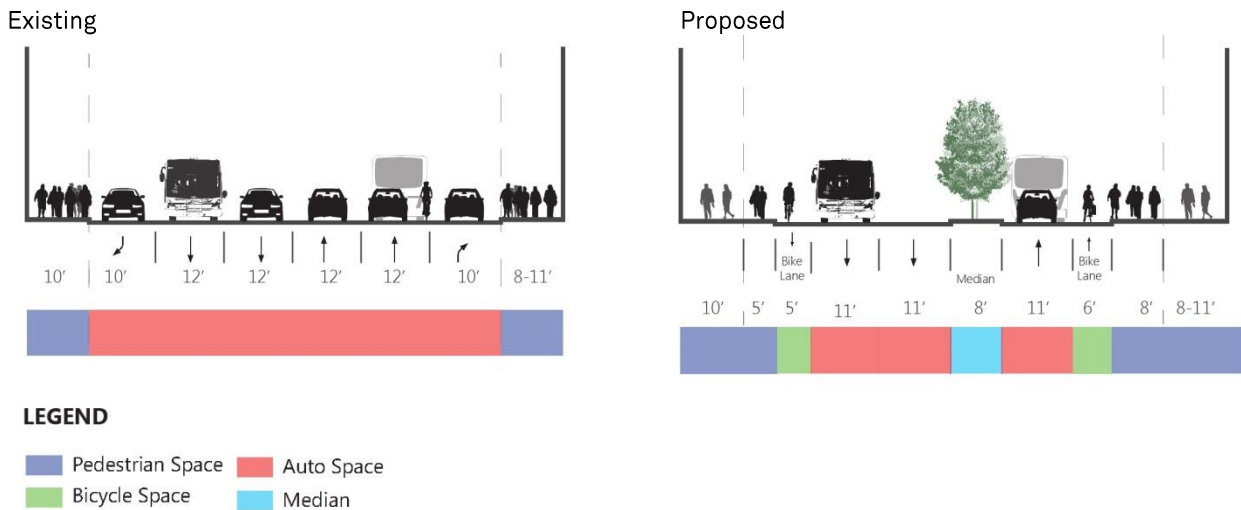 Existing
10’ 10’ 12’ 12’ 12’ 12’ 10’ 8-11’
Proposed
Bike Lane
Median
Bike Lane
10’ 5’ 5’ 11’ 11’ 8’ 11’ 6’ 8’ 8-11’
LEGEND
Pedestrian Space
Auto Space
Bicycle Space
Median